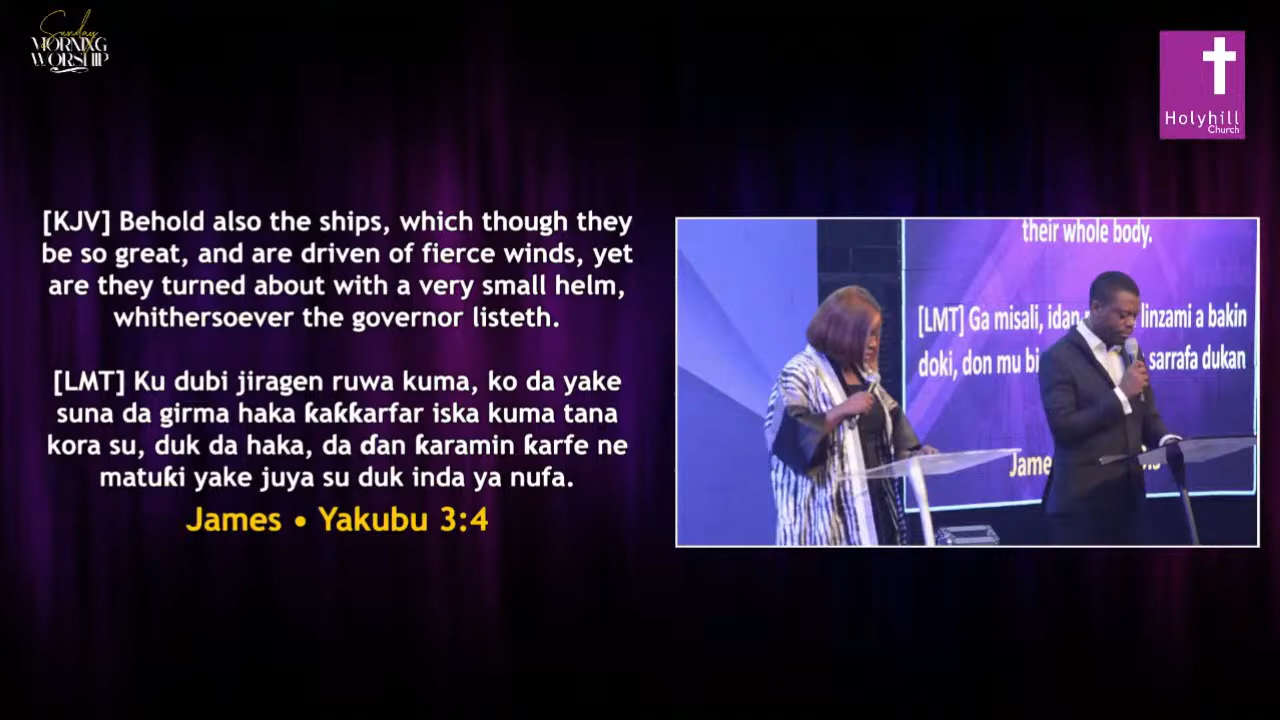 Sunday
MORNING
WORSHIP
Holyhill
Church
[KJV] Behold also the ships, which though they
be so great, and are driven of fierce winds, yet
are they turned about with a very small helm,
whithersoever the governor listeth.
[LMT] Ku dubi jiragen ruwa kuma, ko da yake
suna da girma haka ƙaƙƙarfar iska kuma tana
kora su, duk da haka, da ɗan ƙaramin ƙarfe ne
matuƙi yake juya su duk inda ya nufa.
James • Yakubu 3:4
their whole body.
[LMT] Ga misali, idan linzami a bakin
doki, don mu bi sarrafa dukan